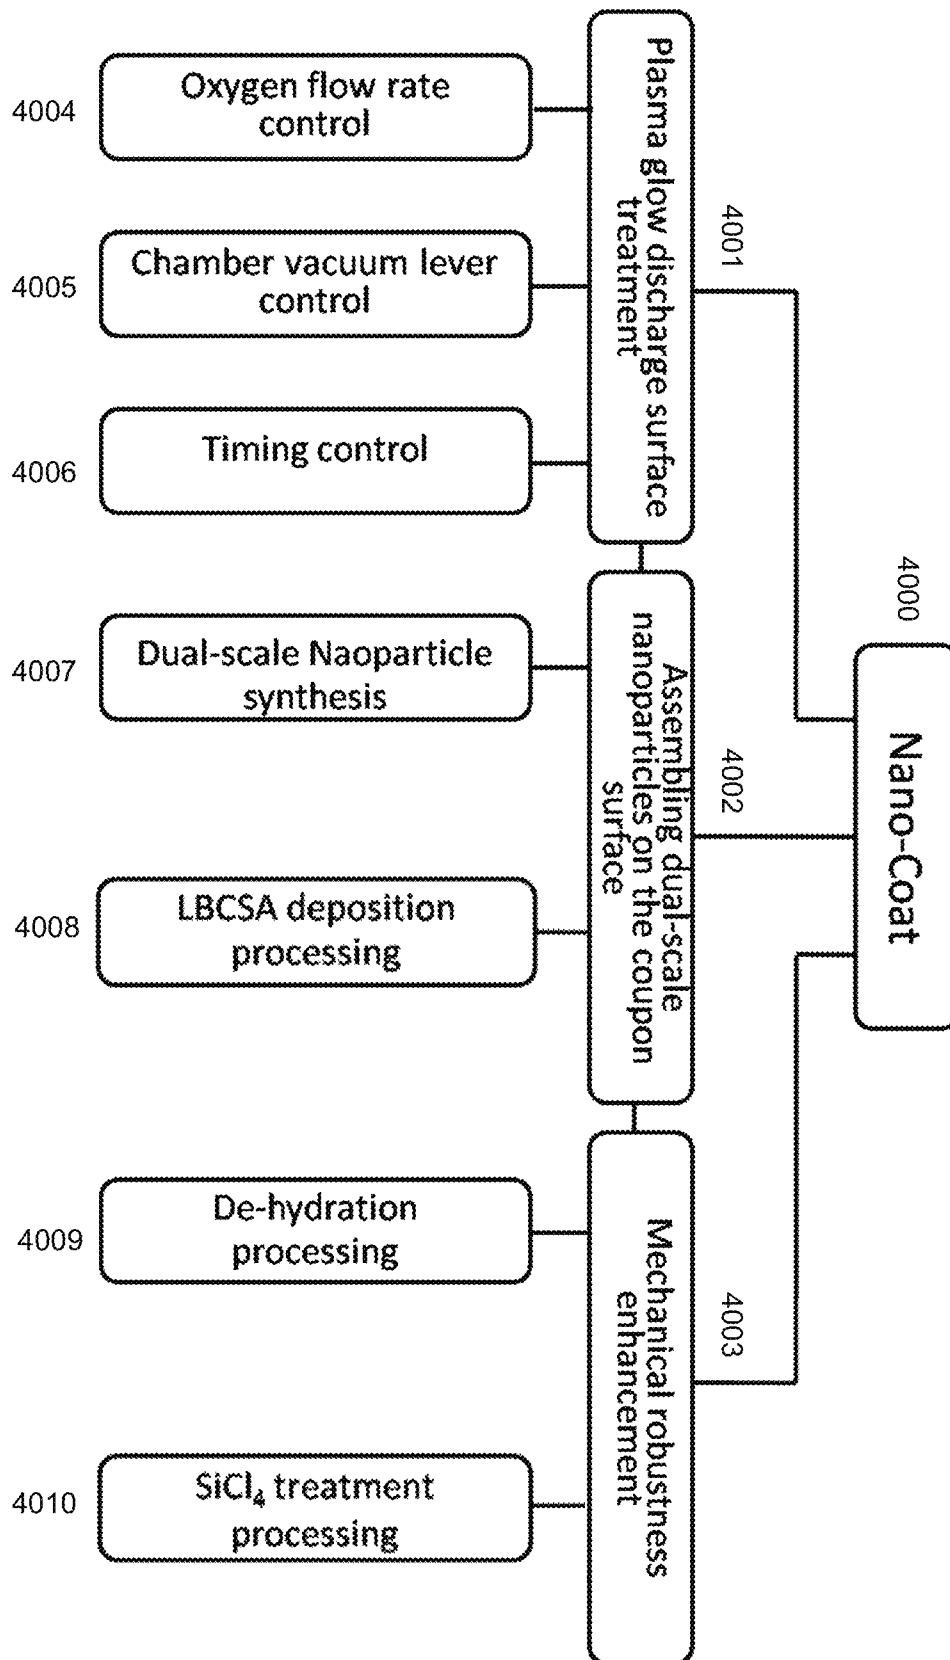 4000
Nano-Coat
4001
Plasma glow discharge surface
treatment
4004
Oxygen flow rate
control
4005
Chamber vacuum lever
control
4006
Timing control
4002
Assembling dual-scale
nanoparticles on the coupon
surface
4007
Dual-scale Naoparticle
synthesis
4008
LBCSA deposition
processing
4003
Mechanical robustness
enhancement
4009
De-hydration
processing
4010
SiCl₄ treatment
processing